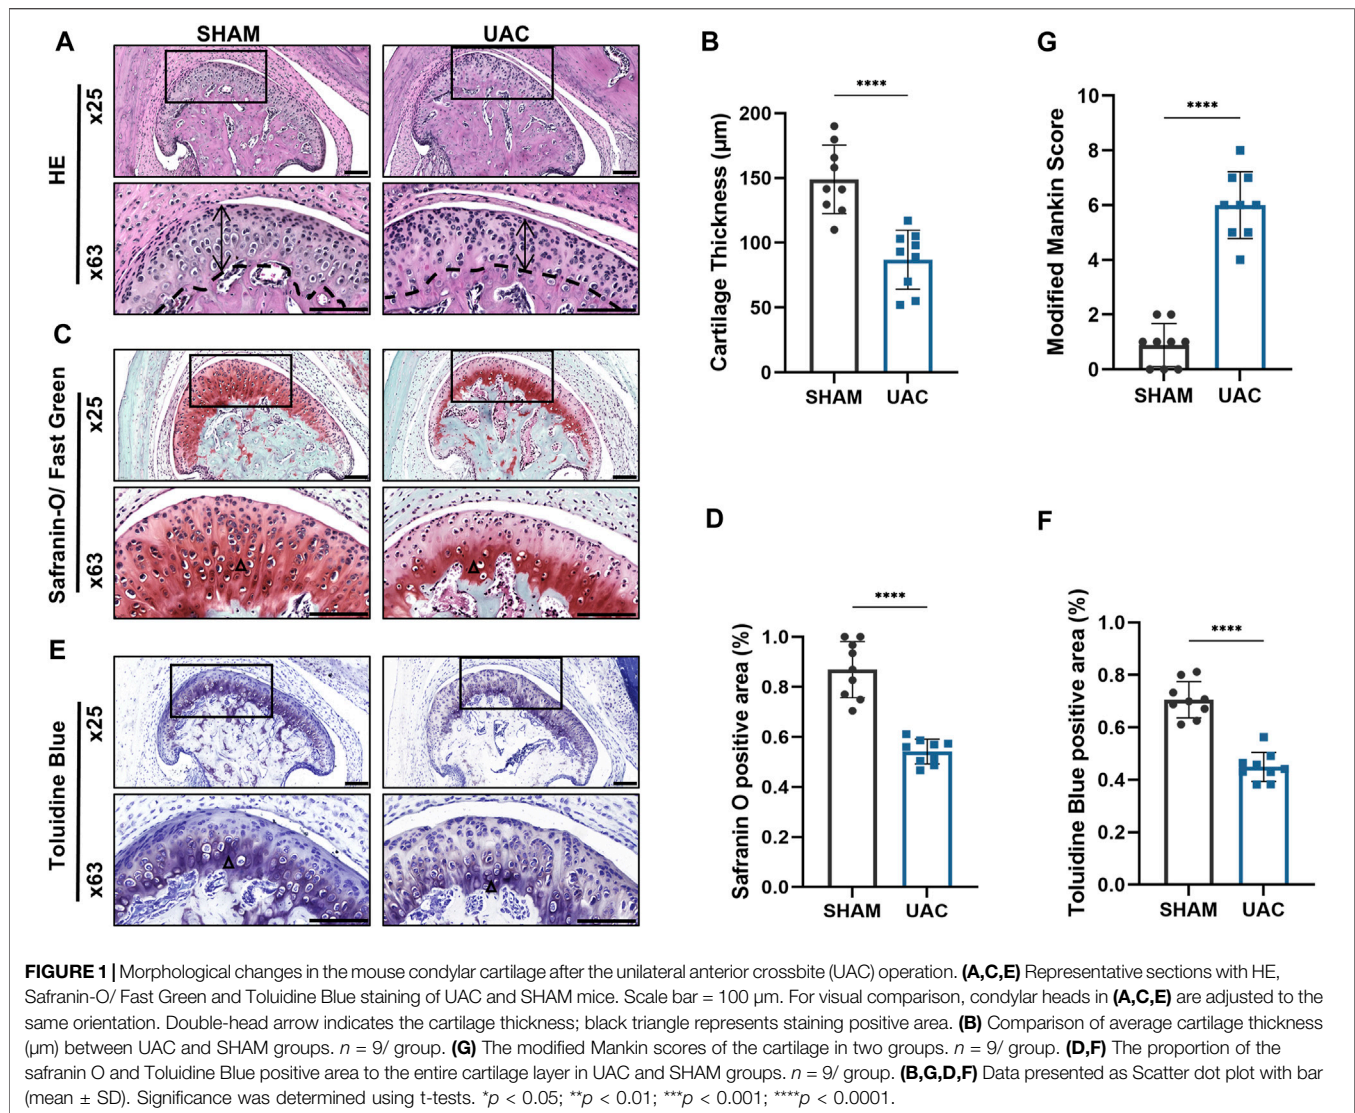 A
SHAM
UAC
HE
x25
x63
B
****
Cartilage Thickness (μm)
200
150
100
50
0
SHAM
UAC
G
****
Modified Mankin Score
10
8
6
4
2
0
SHAM
UAC
C
Safranin-O/ Fast Green
x25
x63
D
****
Safranin O positive area (%)
1.0
0.8
0.6
0.4
0.2
0.0
SHAM
UAC
F
****
Toluidine Blue positive area (%)
1.0
0.8
0.6
0.4
0.2
0.0
SHAM
UAC
E
Toluidine Blue
x25
x63
FIGURE 1 | Morphological changes in the mouse condylar cartilage after the unilateral anterior crossbite (UAC) operation. (A,C,E) Representative sections with HE,
Safranin-O/ Fast Green and Toluidine Blue staining of UAC and SHAM mice. Scale bar = 100 μm. For visual comparison, condylar heads in (A,C,E) are adjusted to the
same orientation. Double-head arrow indicates the cartilage thickness; black triangle represents staining positive area. (B) Comparison of average cartilage thickness
(μm) between UAC and SHAM groups. n = 9/ group. (G) The modified Mankin scores of the cartilage in two groups. n = 9/ group. (D,F) The proportion of the
safranin O and Toluidine Blue positive area to the entire cartilage layer in UAC and SHAM groups. n = 9/ group. (B,G,D,F) Data presented as Scatter dot plot with bar
(mean ± SD). Significance was determined using t-tests. *p < 0.05; **p < 0.01; ***p < 0.001; ****p < 0.0001.